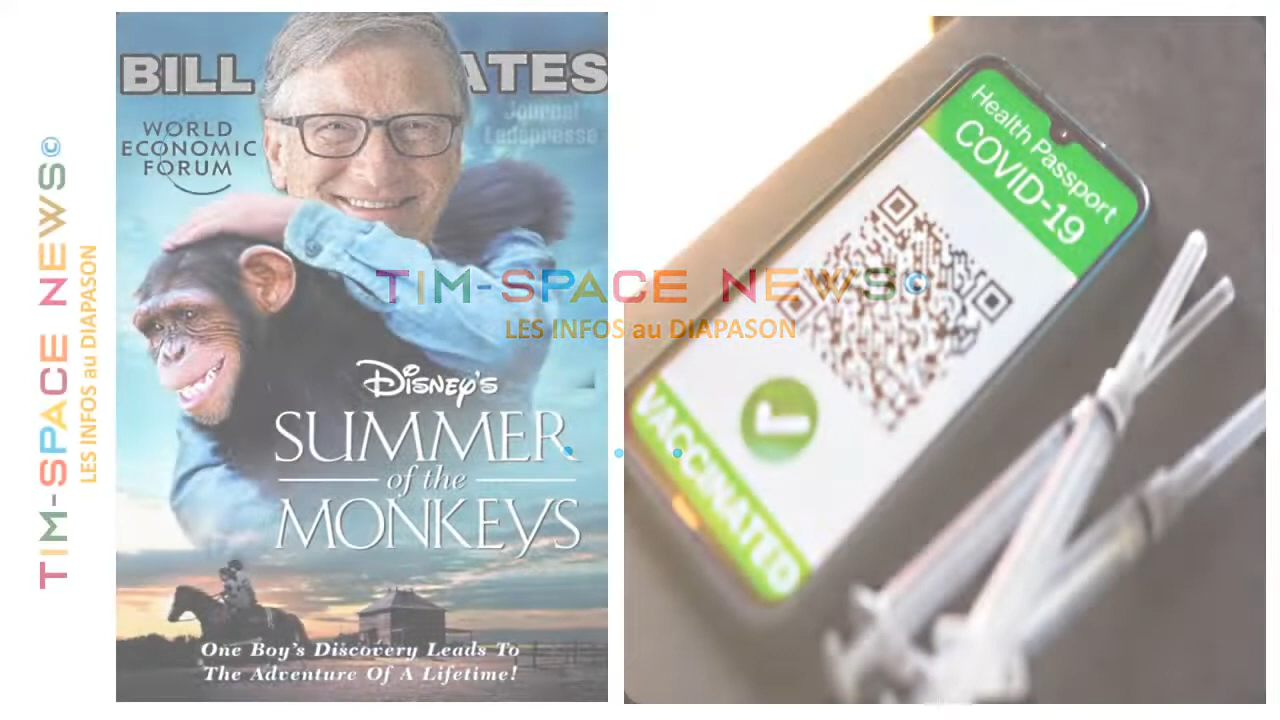 TIM-SPACE NEWS©
LES INFOS au DIAPASON
BILL
ATES
WORLD
ECONOMIC
FORUM
Journal
Ledepresse
DISNEY'S
SUMMER
of the
MONKEYS
One Boy's Discovery Leads To
The Adventure Of A Lifetime!
TIM-SPACE NEWS©
LES INFOS au DIAPASON
Health Passport
COVID-19
VACCINATED